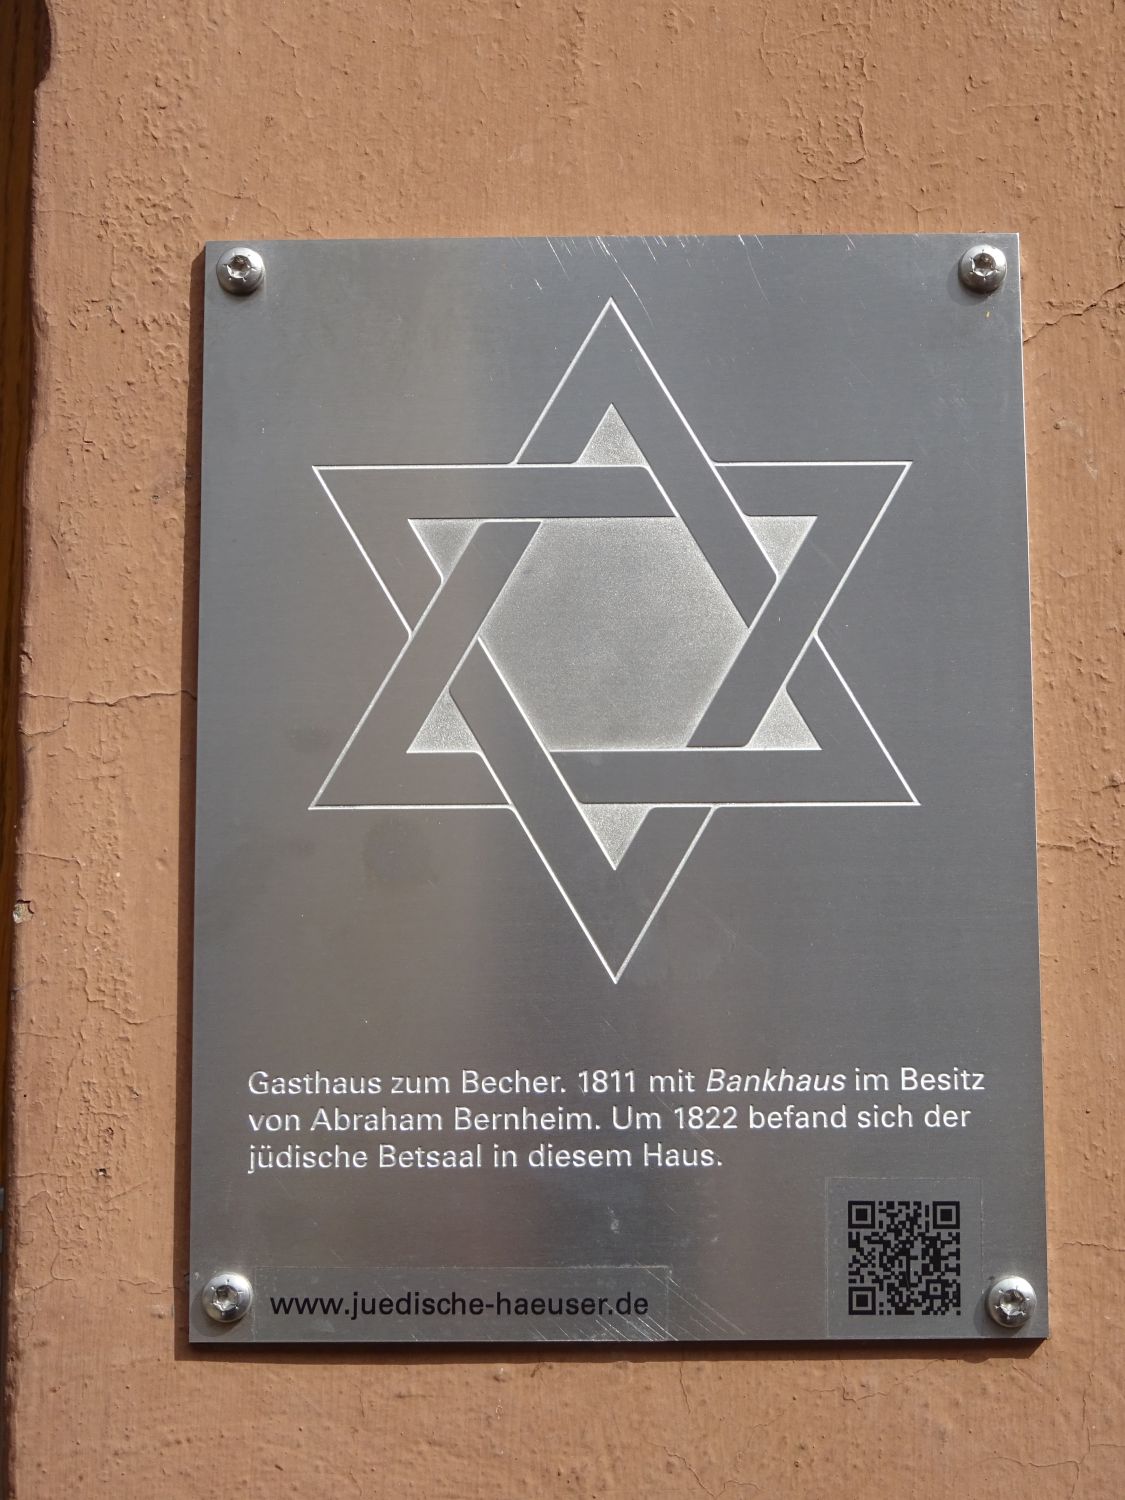 Gasthaus zum Becher. 1811 mit Bankhaus im Besitz
von Abraham Bernheim. Um 1822 befand sich der
jüdische Betsaal in diesem Haus.
www.juedische-haeuser.de